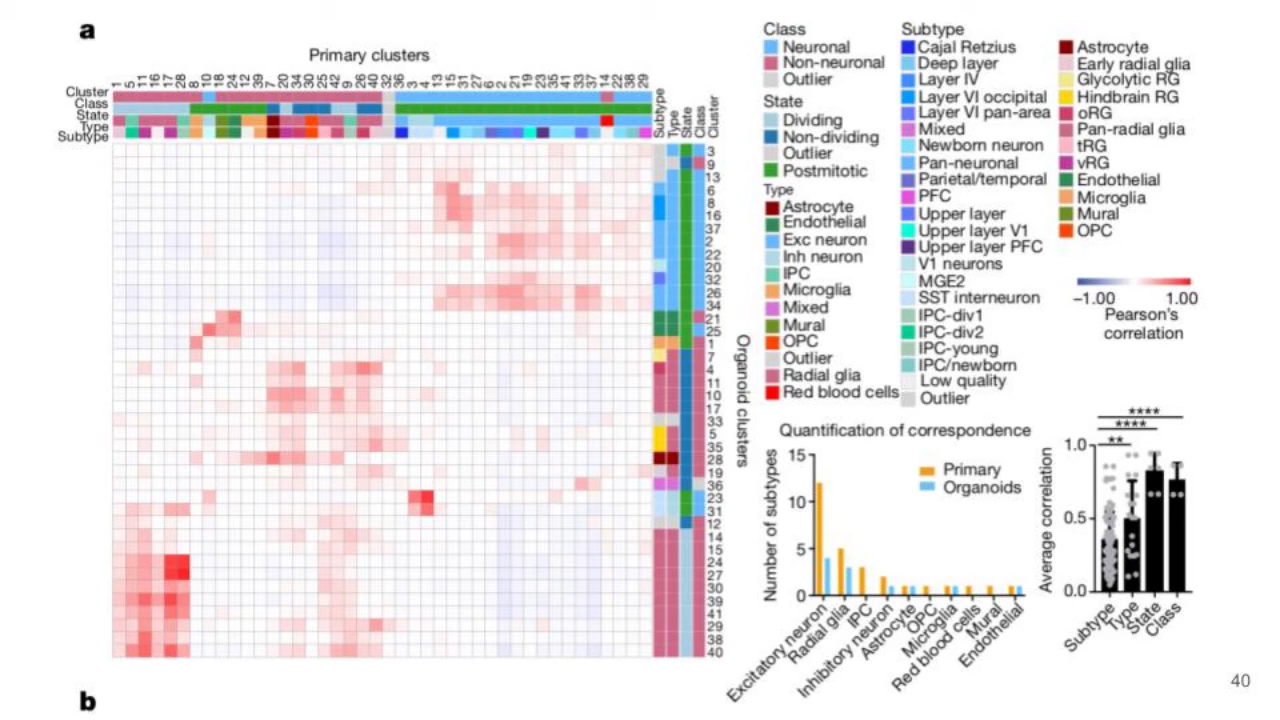 a
Primary clusters
1 5 11 16 17 28 8 10 18 24 12 39 7 20 34 30 25 42 9 26 40 32 36 3 4 13 15 31 27 6 2 21 19 23 35 41 33 37 14 22 38 29
Cluster
Class
State
Type
Subtype
Subtype Type State Class Cluster
3
9
13
6
8
16
37
2
22
20
32
26
34
21
25
1
7
4
11
10
17
33
5
35
28
19
36
23
31
12
14
15
24
27
30
39
41
29
38
40
Organoid clusters
Class
Neuronal
Non-neuronal
Outlier
State
Dividing
Non-dividing
Outlier
Postmitotic
Type
Astrocyte
Endothelial
Exc neuron
Inh neuron
IPC
Microglia
Mixed
Mural
OPC
Outlier
Radial glia
Red blood cells
Subtype
Cajal Retzius
Deep layer
Layer IV
Layer VI occipital
Layer VI pan-area
Mixed
Newborn neuron
Pan-neuronal
Parietal/temporal
PFC
Upper layer
Upper layer V1
Upper layer PFC
V1 neurons
MGE2
SST interneuron
IPC-div1
IPC-div2
IPC-young
IPC/newborn
Low quality
Outlier
Astrocyte
Early radial glia
Glycolytic RG
Hindbrain RG
oRG
Pan-radial glia
tRG
vRG
Endothelial
Microglia
Mural
OPC
−1.00 1.00
Pearson's
correlation
Quantification of correspondence
Number of subtypes
15
10
5
0
Primary
Organoids
Excitatory neuron
Radial glia
IPC
Inhibitory neuron
Astrocyte
OPC
Microglia
Red blood cells
Mural
Endothelial
Average correlation
1.0
0.5
0.0
****
****
**
Subtype
Type
State
Class
40
b